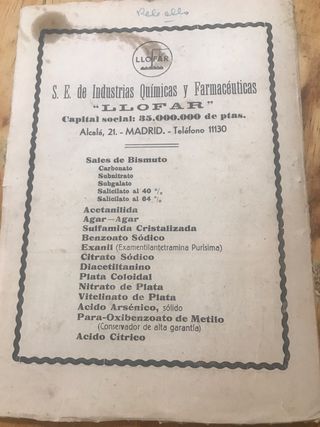 LLOFAR
S. E. de Industrias Químicas y Farmacéuticas
"LLOFAR"
Capital social: 35.000.000 de ptas.
Alcalá, 21. - MADRID. - Teléfono 11130
Sales de Bismuto
Carbonato
Subnitrato
Subgalato
Salicilato al 40 %
Salicilato al 64 %
Acetanilida
Agar-Agar
Sulfamida Cristalizada
Benzoato Sódico
Exanil (Examentilantetramina Purísima)
Citrato Sódico
Diacetiltanino
Plata Coloidal
Nitrato de Plata
Vitelinato de Plata
Acido Arsénico, sólido
Para-Oxibenzoato de Metilo
(Conservador de alta garantía)
Acido Cítrico